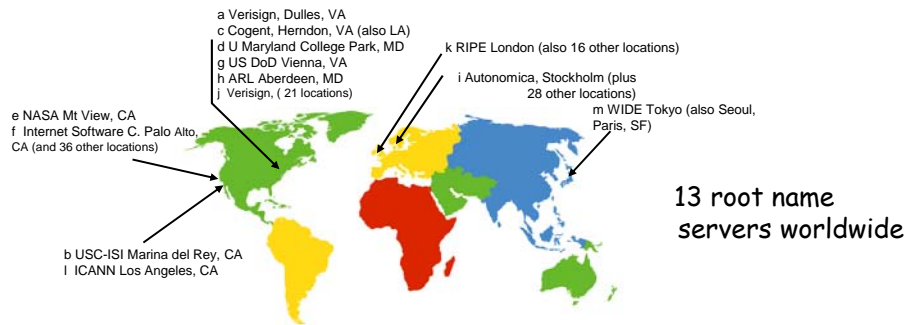 a Verisign, Dulles, VA
c Cogent, Herndon, VA (also LA)
d U Maryland College Park, MD
g US DoD Vienna, VA
h ARL Aberdeen, MD
j Verisign, ( 21 locations)
k RIPE London (also 16 other locations)
i Autonomica, Stockholm (plus
28 other locations)
m WIDE Tokyo (also Seoul,
Paris, SF)
e NASA Mt View, CA
f Internet Software C. Palo Alto,
CA (and 36 other locations)
13 root name
servers worldwide
b USC-ISI Marina del Rey, CA
l ICANN Los Angeles, CA